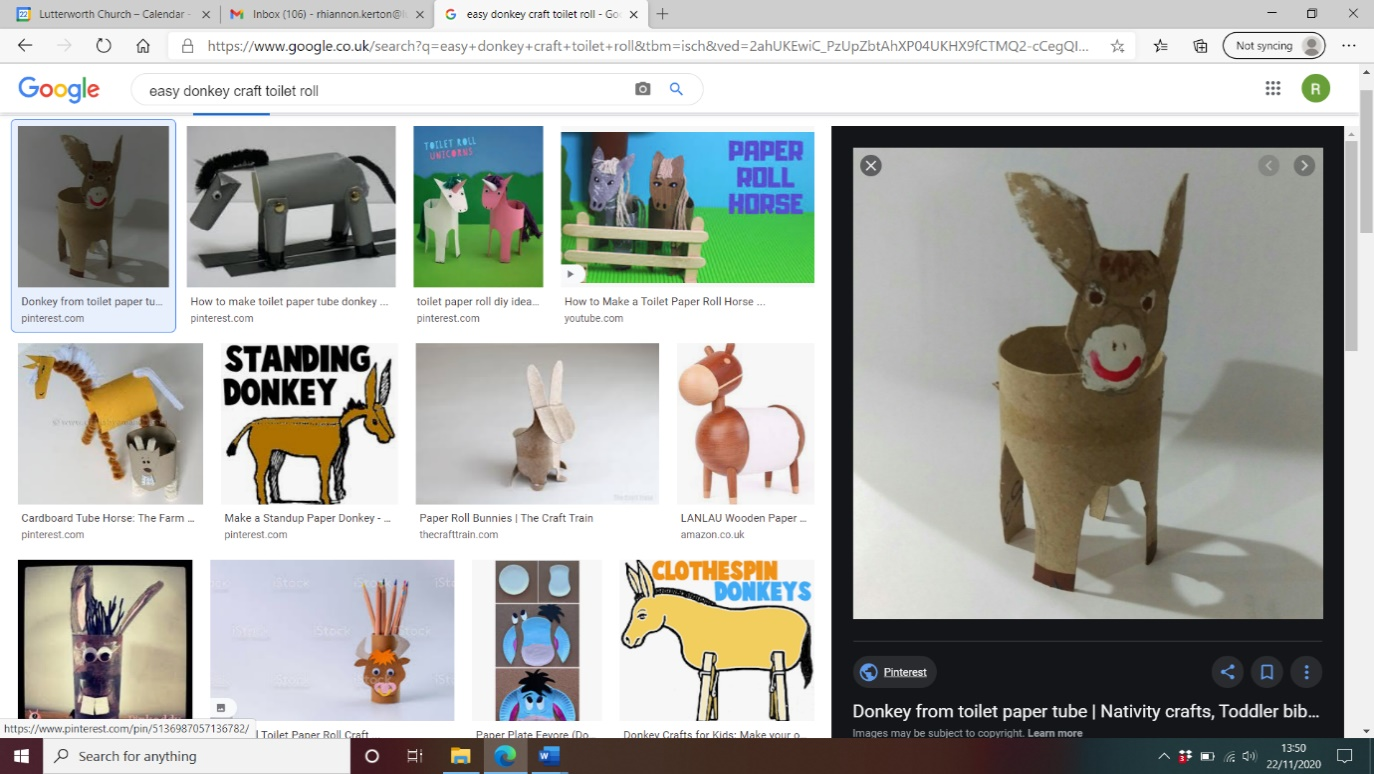 22 Lutterworth Church – Calendar -
Inbox (106) - rhiannon.kerton@
easy donkey craft toilet roll - Goo
https://www.google.co.uk/search?q=easy+donkey+craft+toilet+roll&tbm=isch&ved=2ahUKEwiC_PzUpZbtAhXP04UKHX9fCTMQ2-cCegQI...
Not syncing
Google
easy donkey craft toilet roll
R
TOILET ROLL
UNICORNS
PAPER
ROLL
HORSE
Donkey from toilet paper tu...
pinterest.com
How to make toilet paper tube donkey ...
pinterest.com
toilet paper roll diy idea...
pinterest.com
How to Make a Toilet Paper Roll Horse ...
youtube.com
STANDING
DONKEY
Cardboard Tube Horse: The Farm ...
pinterest.com
Make a Standup Paper Donkey - ...
pinterest.com
Paper Roll Bunnies | The Craft Train
thecrafttrain.com
LANLAU Wooden Paper ...
amazon.co.uk
iStock
iStock
iStock
CLOTHESPIN
DONKEYS
Pinterest
Donkey from toilet paper tube | Nativity crafts, Toddler bib...
Images may be subject to copyright. Learn more
https://www.pinterest.com/pin/5136987057136782/
Toilet Paper Roll Craft
Paper Plate Eeyore (Do...
Donkey Crafts for Kids: Make your o...
Search for anything
13:50
22/11/2020